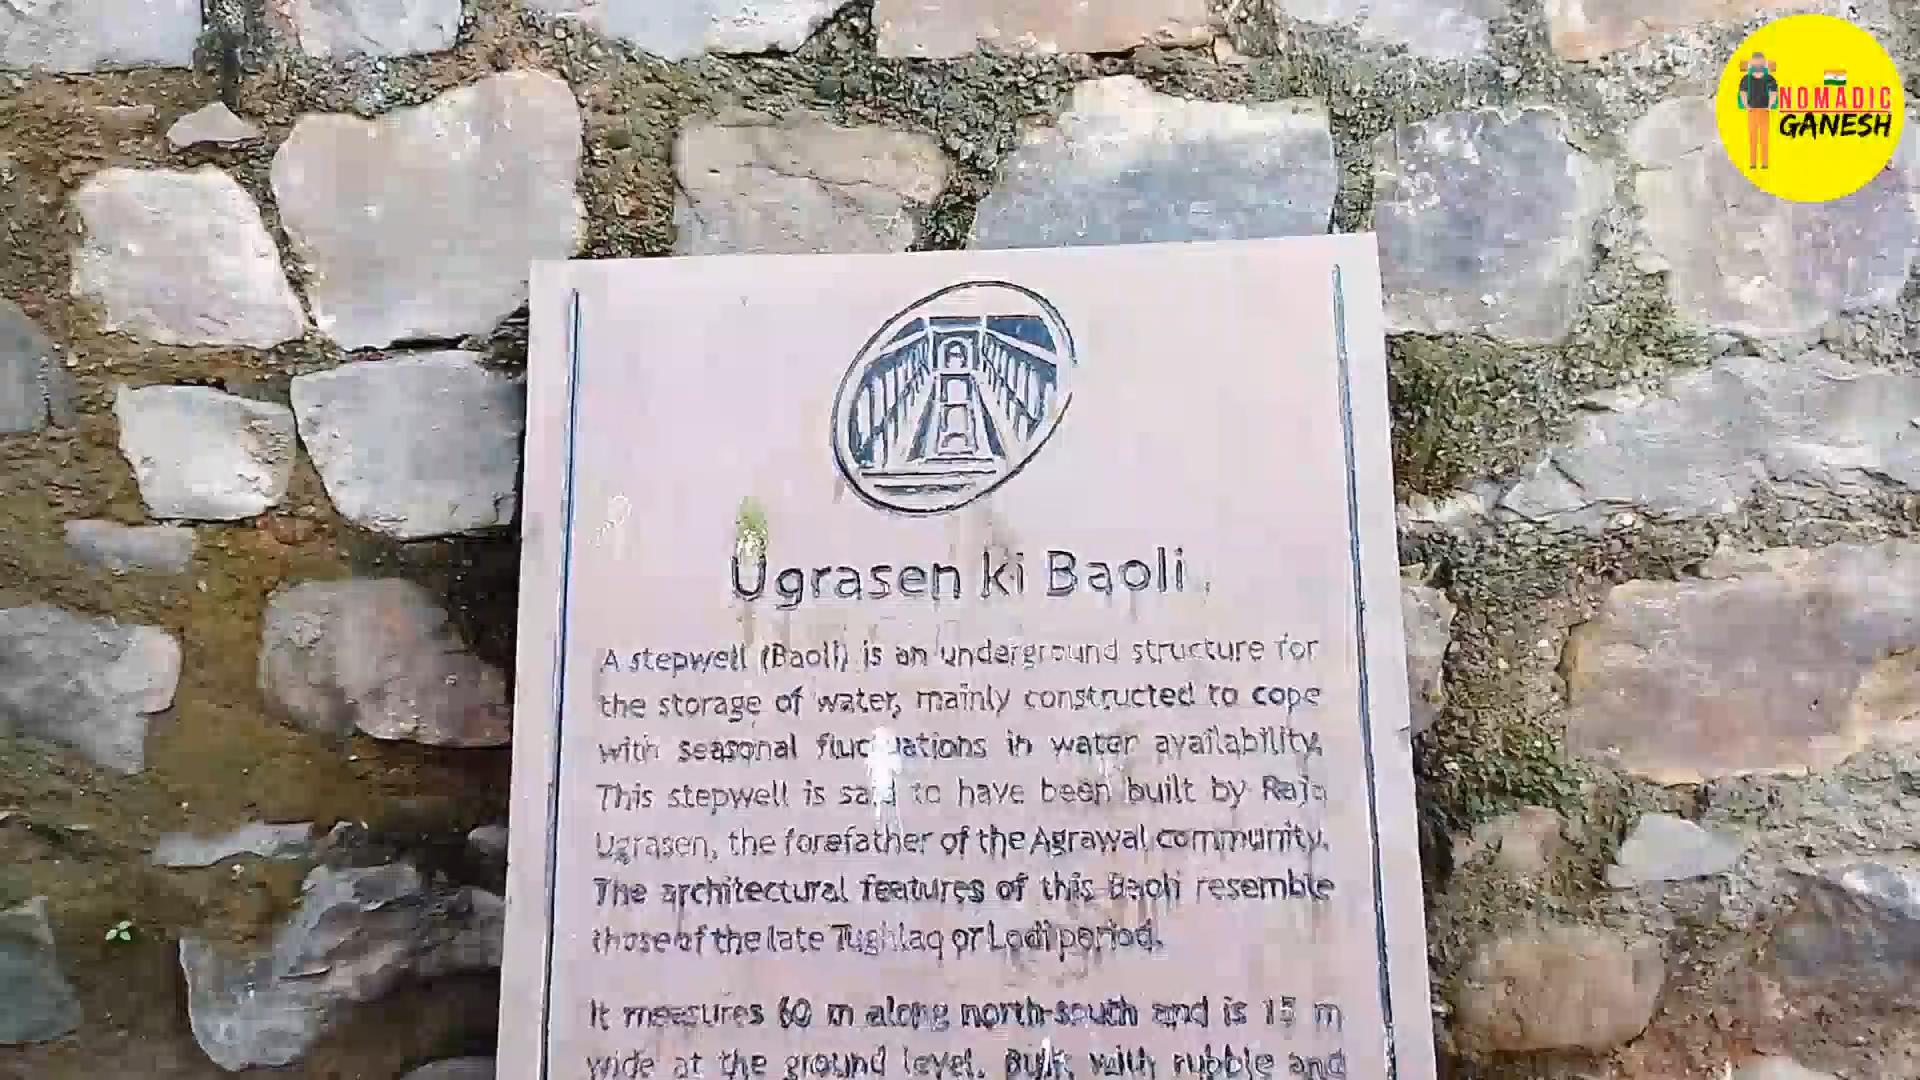 NOMADIC
GANESH
Ugrasen ki Baoli
A stepwell (Baoli) is an underground structure for
the storage of water, mainly constructed to cope
with seasonal fluctuations in water availability.
This stepwell is said to have been built by Raja
Ugrasen, the forefather of the Agrawal community.
The architectural features of this Baoli resemble
those of the late Tughlaq or Lodi period.
It measures 60 m along north-south and is 15 m
wide at the ground level. Built with rubble and